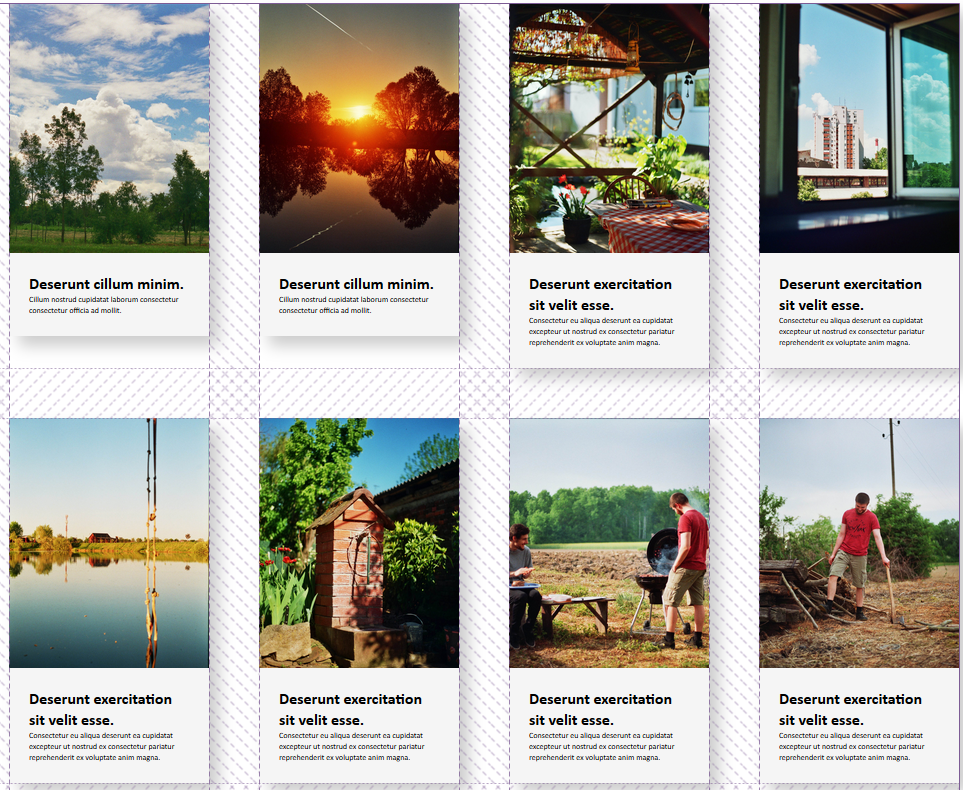 Deserunt cillum minim.
Cillum nostrud cupidatat laborum consectetur
consectetur officia ad mollit.
Deserunt cillum minim.
Cillum nostrud cupidatat laborum consectetur
consectetur officia ad mollit.
Deserunt exercitation
sit velit esse.
Consectetur eu aliqua deserunt ea cupidatat
excepteur ut nostrud ex consectetur pariatur
reprehenderit ex voluptate anim magna.
Deserunt exercitation
sit velit esse.
Consectetur eu aliqua deserunt ea cupidatat
excepteur ut nostrud ex consectetur pariatur
reprehenderit ex voluptate anim magna.
Deserunt exercitation
sit velit esse.
Consectetur eu aliqua deserunt ea cupidatat
excepteur ut nostrud ex consectetur pariatur
reprehenderit ex voluptate anim magna.
Deserunt exercitation
sit velit esse.
Consectetur eu aliqua deserunt ea cupidatat
excepteur ut nostrud ex consectetur pariatur
reprehenderit ex voluptate anim magna.
Deserunt exercitation
sit velit esse.
Consectetur eu aliqua deserunt ea cupidatat
excepteur ut nostrud ex consectetur pariatur
reprehenderit ex voluptate anim magna.
Deserunt exercitation
sit velit esse.
Consectetur eu aliqua deserunt ea cupidatat
excepteur ut nostrud ex consectetur pariatur
reprehenderit ex voluptate anim magna.